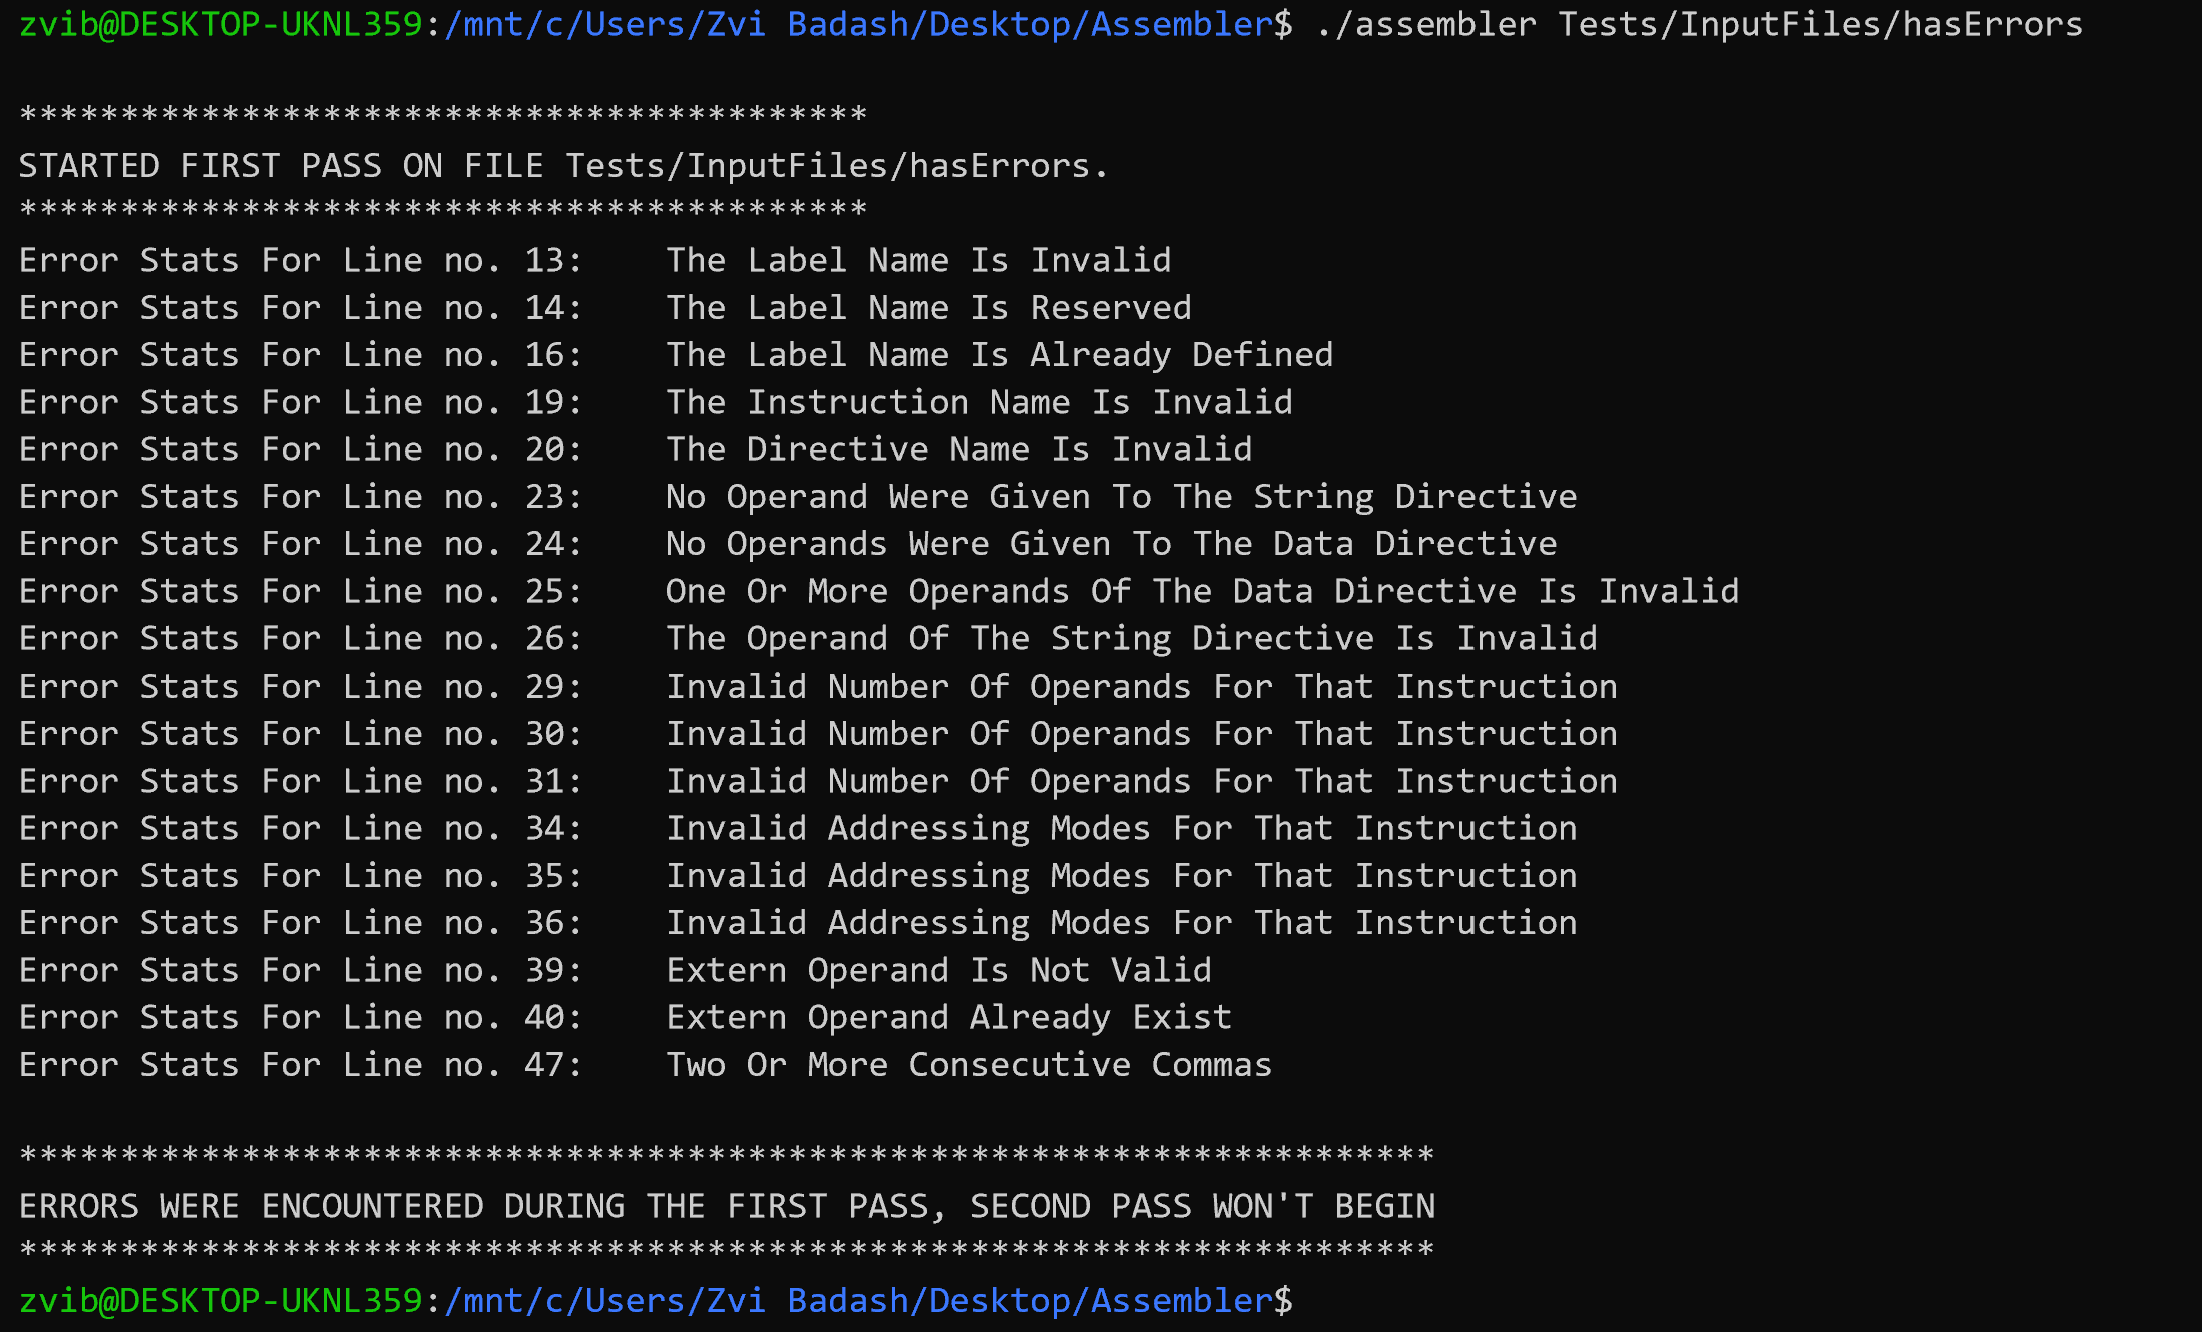 zvib@DESKTOP-UKNL359:/mnt/c/Users/Zvi Badash/Desktop/Assembler$ ./assembler Tests/InputFiles/hasErrors
******************************************
STARTED FIRST PASS ON FILE Tests/InputFiles/hasErrors.
******************************************
Error Stats For Line no. 13:    The Label Name Is Invalid
Error Stats For Line no. 14:    The Label Name Is Reserved
Error Stats For Line no. 16:    The Label Name Is Already Defined
Error Stats For Line no. 19:    The Instruction Name Is Invalid
Error Stats For Line no. 20:    The Directive Name Is Invalid
Error Stats For Line no. 23:    No Operand Were Given To The String Directive
Error Stats For Line no. 24:    No Operands Were Given To The Data Directive
Error Stats For Line no. 25:    One Or More Operands Of The Data Directive Is Invalid
Error Stats For Line no. 26:    The Operand Of The String Directive Is Invalid
Error Stats For Line no. 29:    Invalid Number Of Operands For That Instruction
Error Stats For Line no. 30:    Invalid Number Of Operands For That Instruction
Error Stats For Line no. 31:    Invalid Number Of Operands For That Instruction
Error Stats For Line no. 34:    Invalid Addressing Modes For That Instruction
Error Stats For Line no. 35:    Invalid Addressing Modes For That Instruction
Error Stats For Line no. 36:    Invalid Addressing Modes For That Instruction
Error Stats For Line no. 39:    Extern Operand Is Not Valid
Error Stats For Line no. 40:    Extern Operand Already Exist
Error Stats For Line no. 47:    Two Or More Consecutive Commas
**********************************************************************
ERRORS WERE ENCOUNTERED DURING THE FIRST PASS, SECOND PASS WON'T BEGIN
**********************************************************************
zvib@DESKTOP-UKNL359:/mnt/c/Users/Zvi Badash/Desktop/Assembler$